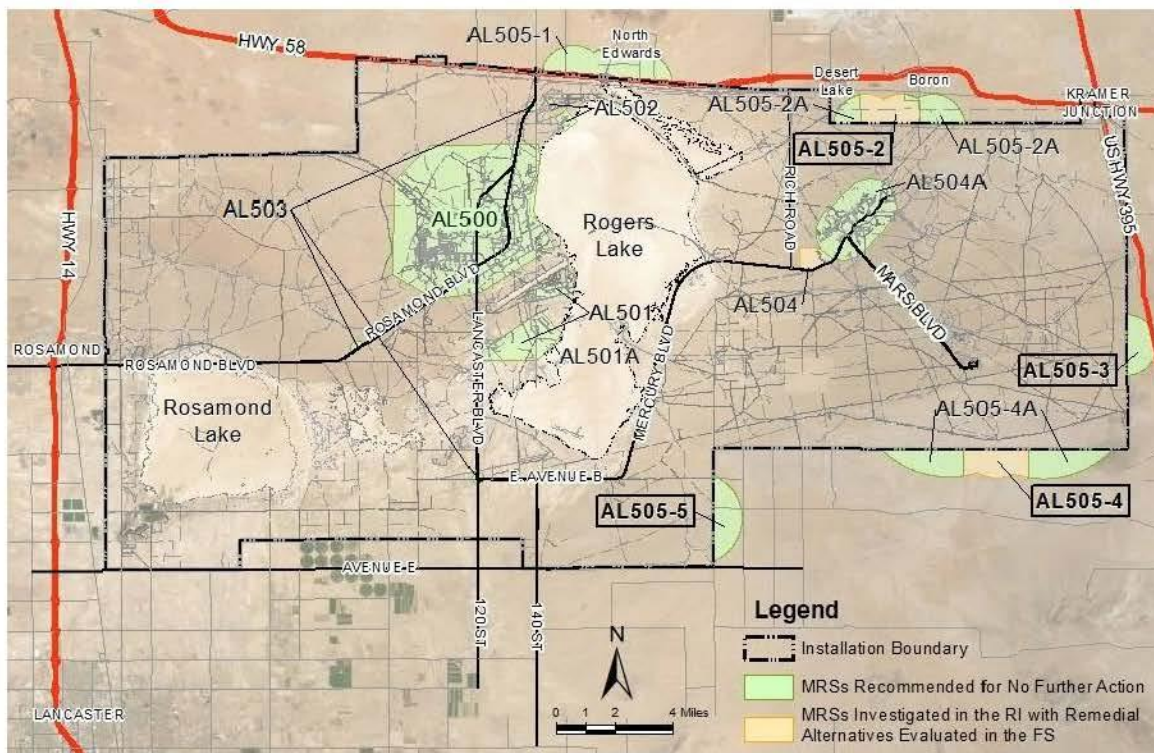 HWY 58
AL505-1
North
Edwards
Desert
Lake
Boron
KRAMER
JUNCTION
AL502
AL505-2A
AL505-2
AL505-2A
US HWY 395
HWY 14
AL503
AL500
Rogers
Lake
RICH ROAD
AL504A
ROSAMOND BLVD
LANCASTER BLVD
AL501
AL501A
MERCURY BLVD
AL504
MARS BLVD
ROSAMOND
ROSAMOND BLVD
AL505-3
Rosamond
Lake
AL505-4A
E. AVENUE B
AL505-5
AL505-4
AVENUE E
120 ST
140 ST
LANCASTER
N
0 1 2 4 Miles
Legend
Installation Boundary
MRSs Recommended for No Further Action
MRSs Investigated in the RI with Remedial
Alternatives Evaluated in the FS